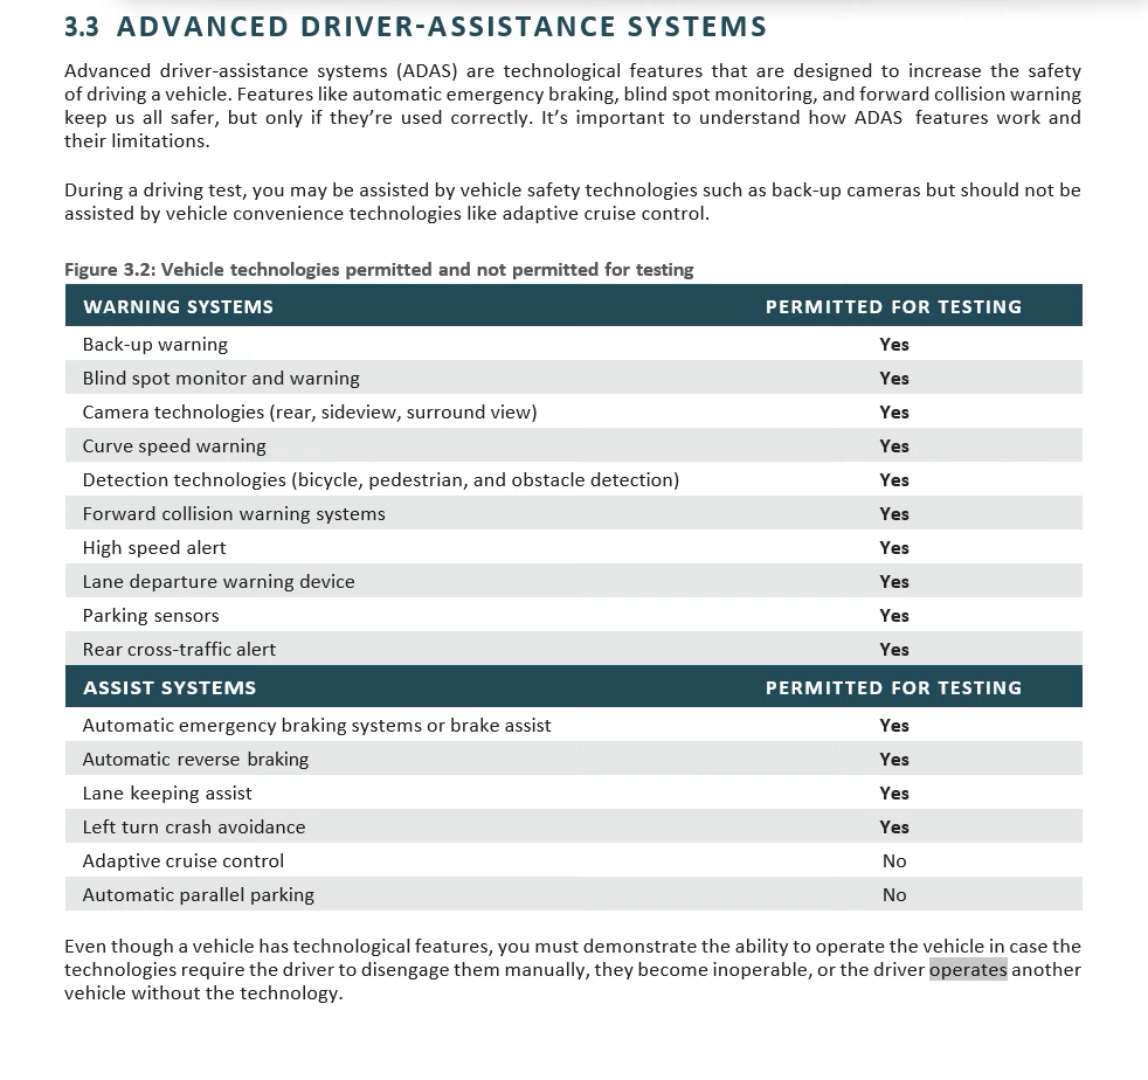 3.3 ADVANCED DRIVER-ASSISTANCE SYSTEMS
Advanced driver-assistance systems (ADAS) are technological features that are designed to increase the safety
of driving a vehicle. Features like automatic emergency braking, blind spot monitoring, and forward collision warning
keep us all safer, but only if they're used correctly. It's important to understand how ADAS features work and
their limitations.
During a driving test, you may be assisted by vehicle safety technologies such as back-up cameras but should not be
assisted by vehicle convenience technologies like adaptive cruise control.
Figure 3.2: Vehicle technologies permitted and not permitted for testing
WARNING SYSTEMS PERMITTED FOR TESTING
Back-up warning Yes
Blind spot monitor and warning Yes
Camera technologies (rear, sideview, surround view) Yes
Curve speed warning Yes
Detection technologies (bicycle, pedestrian, and obstacle detection) Yes
Forward collision warning systems Yes
High speed alert Yes
Lane departure warning device Yes
Parking sensors Yes
Rear cross-traffic alert Yes
ASSIST SYSTEMS PERMITTED FOR TESTING
Automatic emergency braking systems or brake assist Yes
Automatic reverse braking Yes
Lane keeping assist Yes
Left turn crash avoidance Yes
Adaptive cruise control No
Automatic parallel parking No
Even though a vehicle has technological features, you must demonstrate the ability to operate the vehicle in case the
technologies require the driver to disengage them manually, they become inoperable, or the driver operates another
vehicle without the technology.